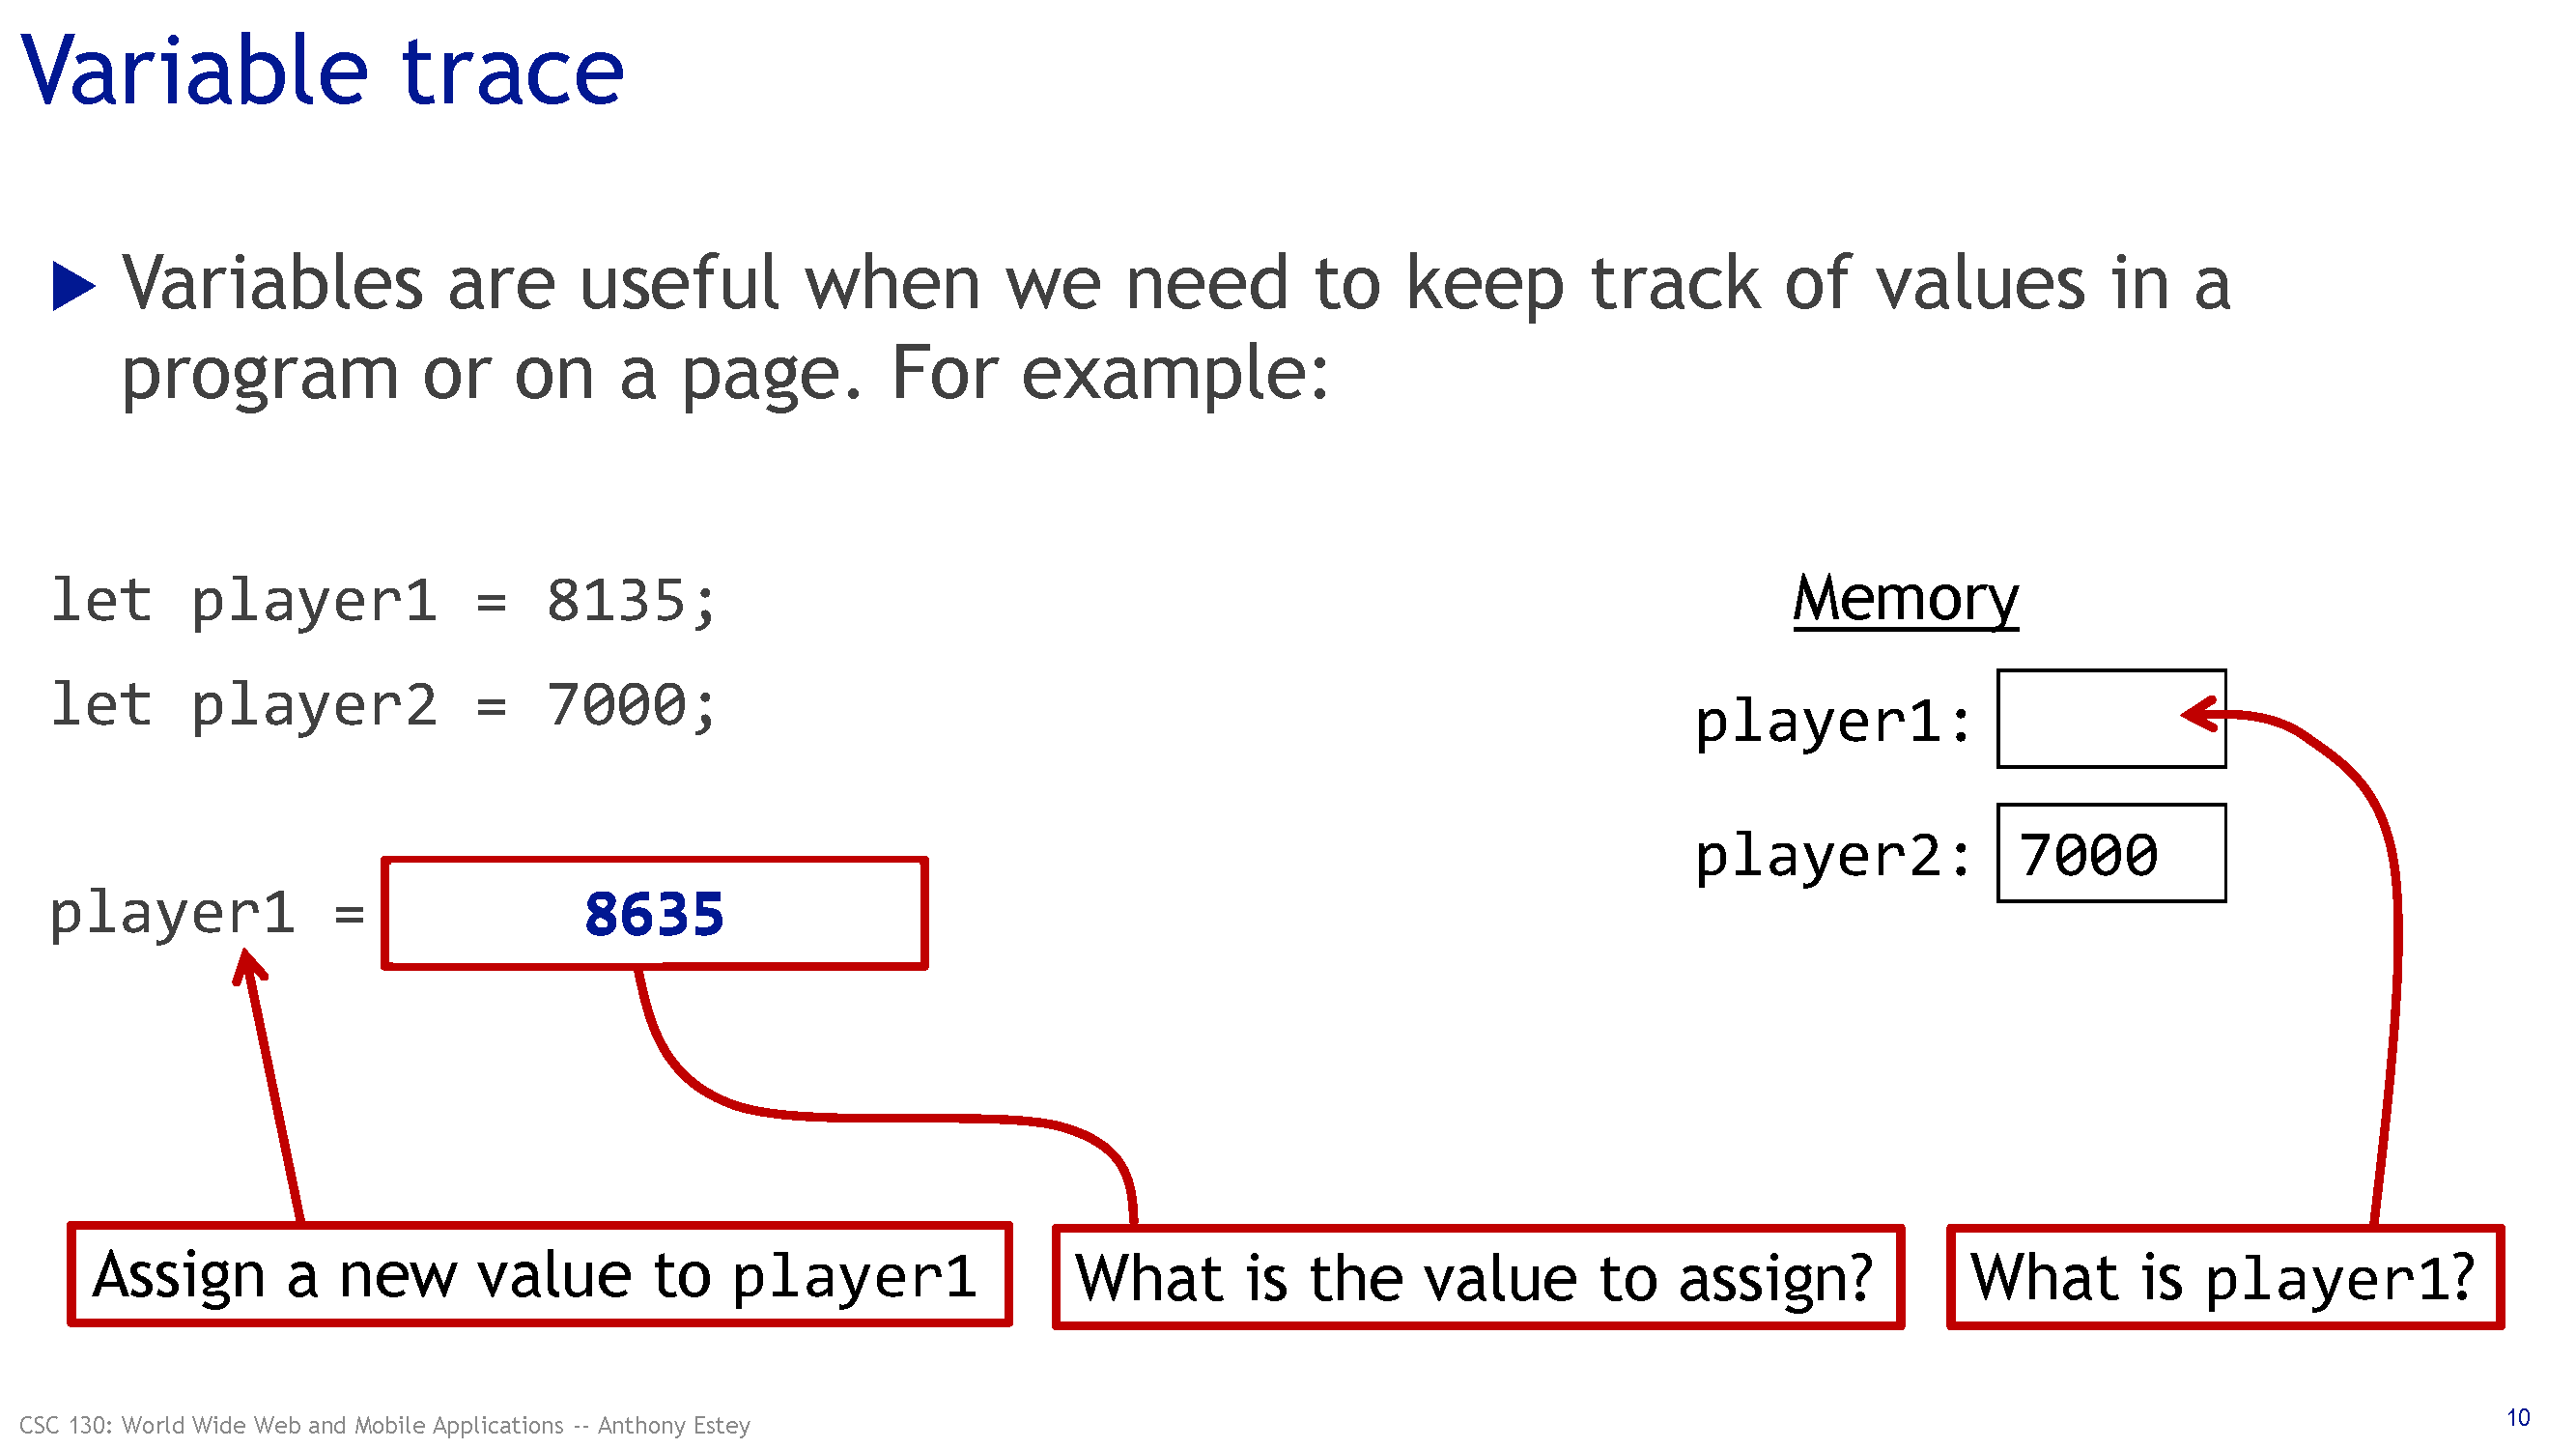 Variable trace
Variables are useful when we need to keep track of values in a
program or on a page. For example:
let player1 = 8135;
let player2 = 7000;
player1 = 8635
Memory
player1:
player2: 7000
Assign a new value to player1
What is the value to assign?
What is player1?
CSC 130: World Wide Web and Mobile Applications -- Anthony Estey
10